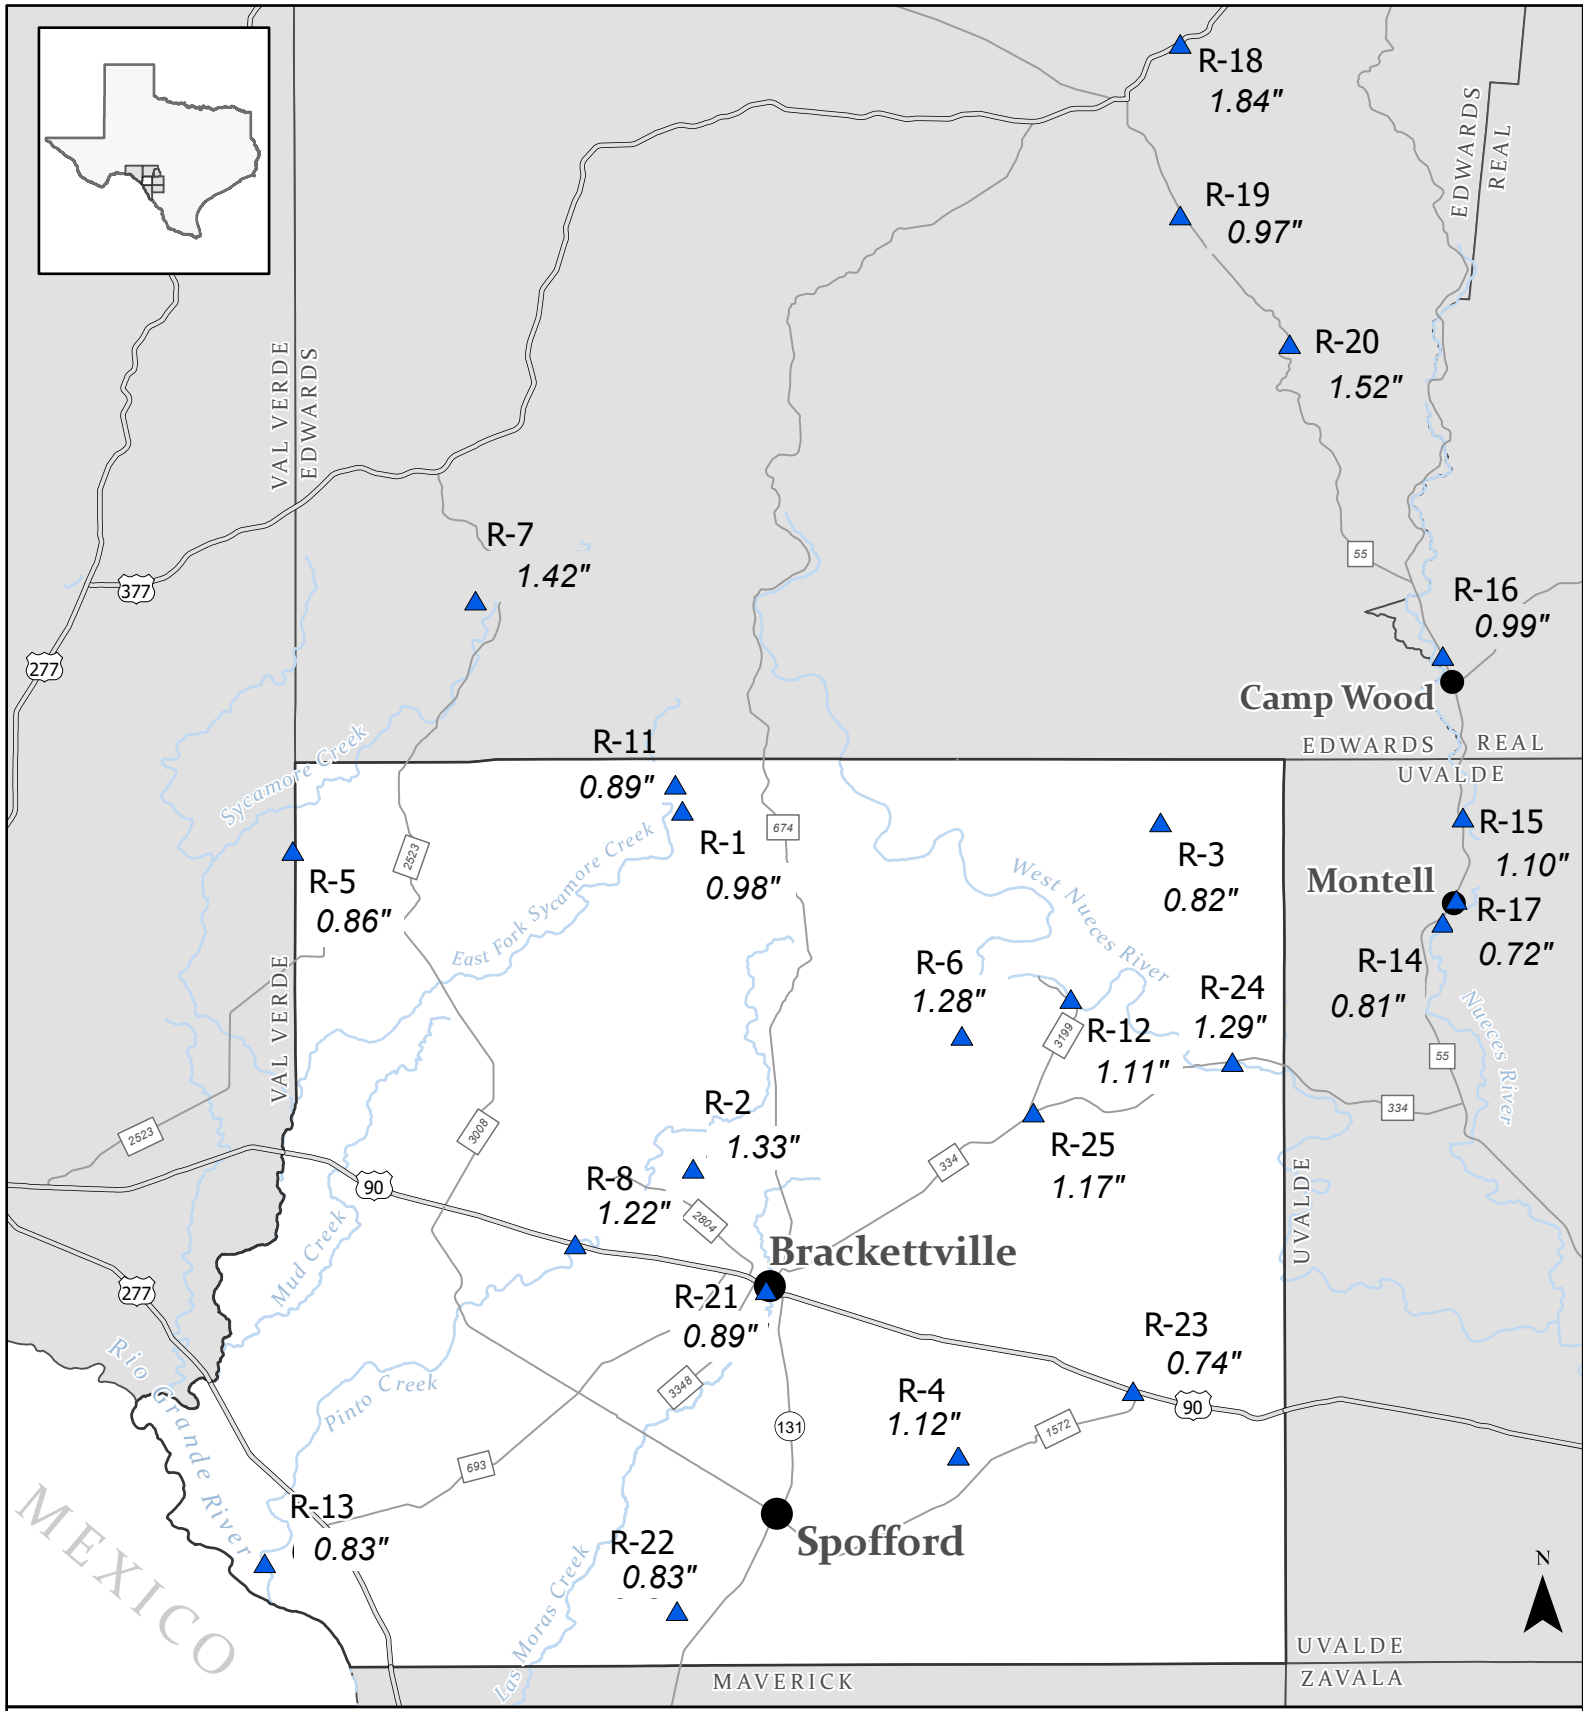 R-18
1.84"
EDWARDS
REAL
R-19
0.97"
R-20
1.52"
VAL VERDE
EDWARDS
R-7
1.42"
55
377
R-16
0.99"
277
Camp Wood
EDWARDS
REAL
UVALDE
R-11
0.89"
Sycamore Creek
R-1
0.98"
674
R-3
0.82"
R-15
1.10"
2523
R-5
0.86"
East Fork Sycamore Creek
West Nueces River
Montell
R-17
0.72"
R-14
0.81"
R-6
1.28"
R-24
1.29"
VAL VERDE
3199
R-12
1.11"
Nueces River
55
R-2
1.33"
334
2523
3008
R-25
1.17"
334
R-8
1.22"
90
2804
UVALDE
Mud Creek
Brackettville
277
R-21
0.89"
R-23
0.74"
Rio Grande River
Pinto Creek
3348
R-4
1.12"
90
131
1572
693
MEXICO
R-13
0.83"
Spofford
R-22
0.83"
Las Moras Creek
N
UVALDE
MAVERICK
ZAVALA